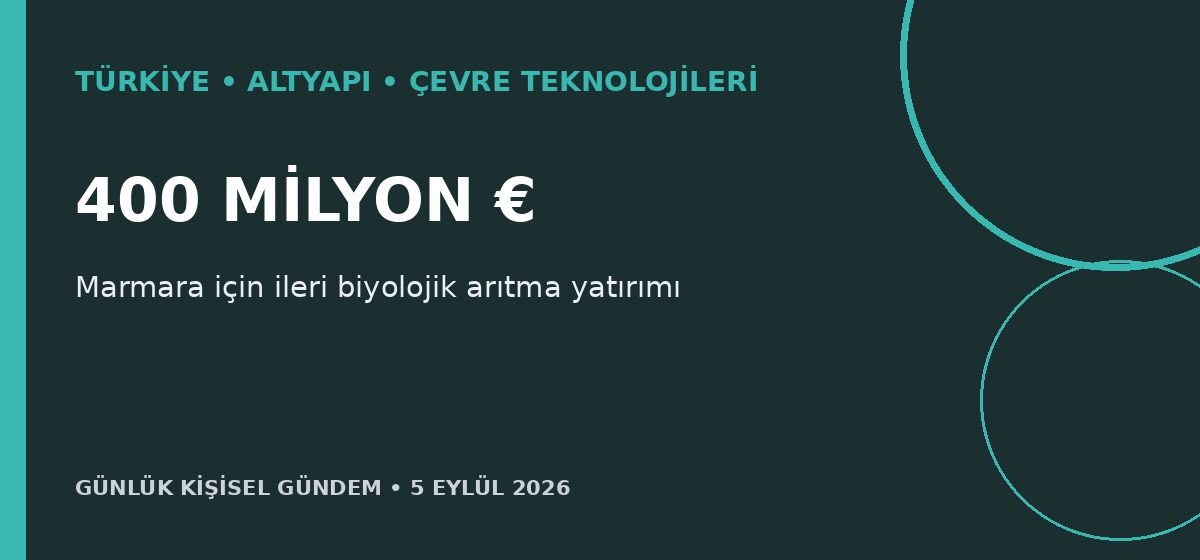 TÜRKİYE • ALTYAPI • ÇEVRE TEKNOLOJİLERİ
400 MİLYON €
Marmara için ileri biyolojik arıtma yatırımı
GÜNLÜK KİŞİSEL GÜNDEM • 5 EYLÜL 2026